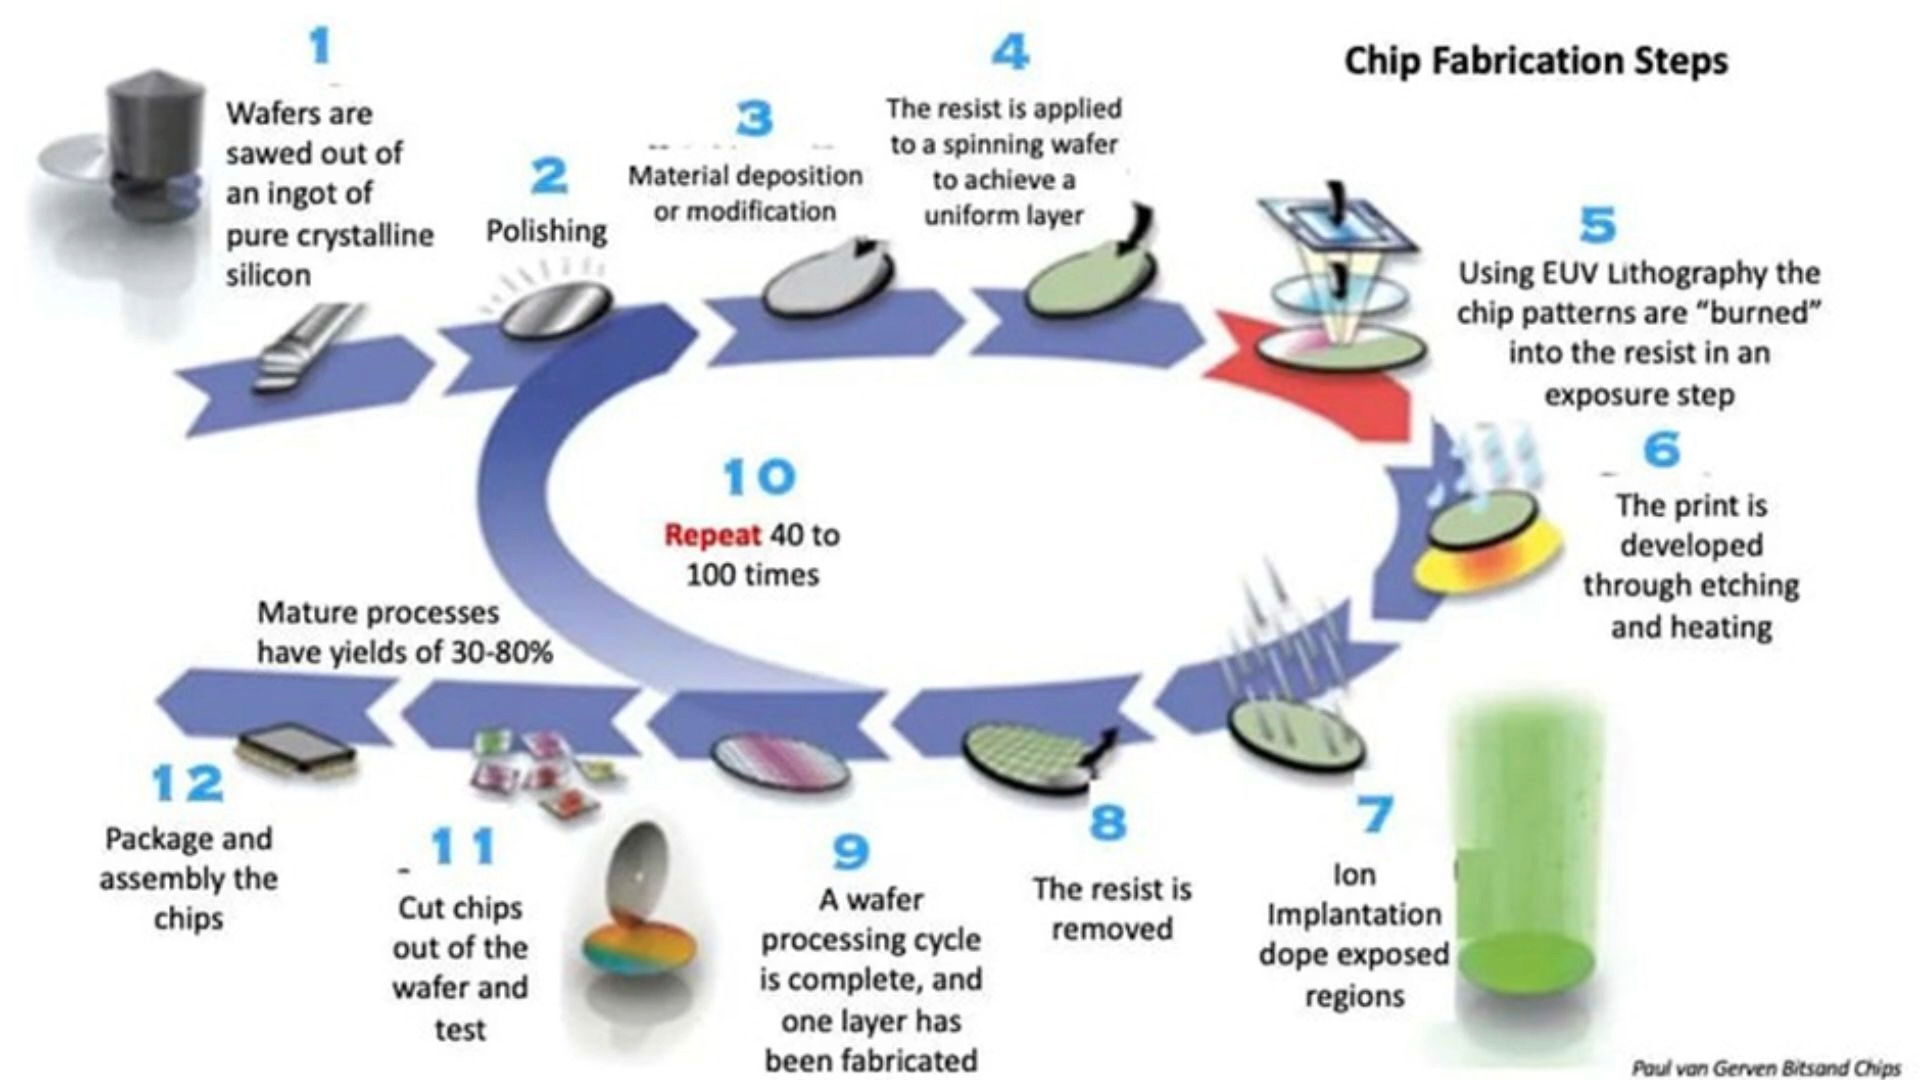 Chip Fabrication Steps
1
Wafers are
sawed out of
an ingot of
pure crystalline
silicon
2
Polishing
3
Material deposition
or modification
4
The resist is applied
to a spinning wafer
to achieve a
uniform layer
5
Using EUV Lithography the
chip patterns are “burned”
into the resist in an
exposure step
6
The print is
developed
through etching
and heating
7
Ion
Implantation
dope exposed
regions
8
The resist is
removed
9
A wafer
processing cycle
is complete, and
one layer has
been fabricated
10
Repeat 40 to
100 times
Mature processes
have yields of 30-80%
11
Cut chips
out of the
wafer and
test
12
Package and
assembly the
chips
Paul van Gerven Bitsand Chips